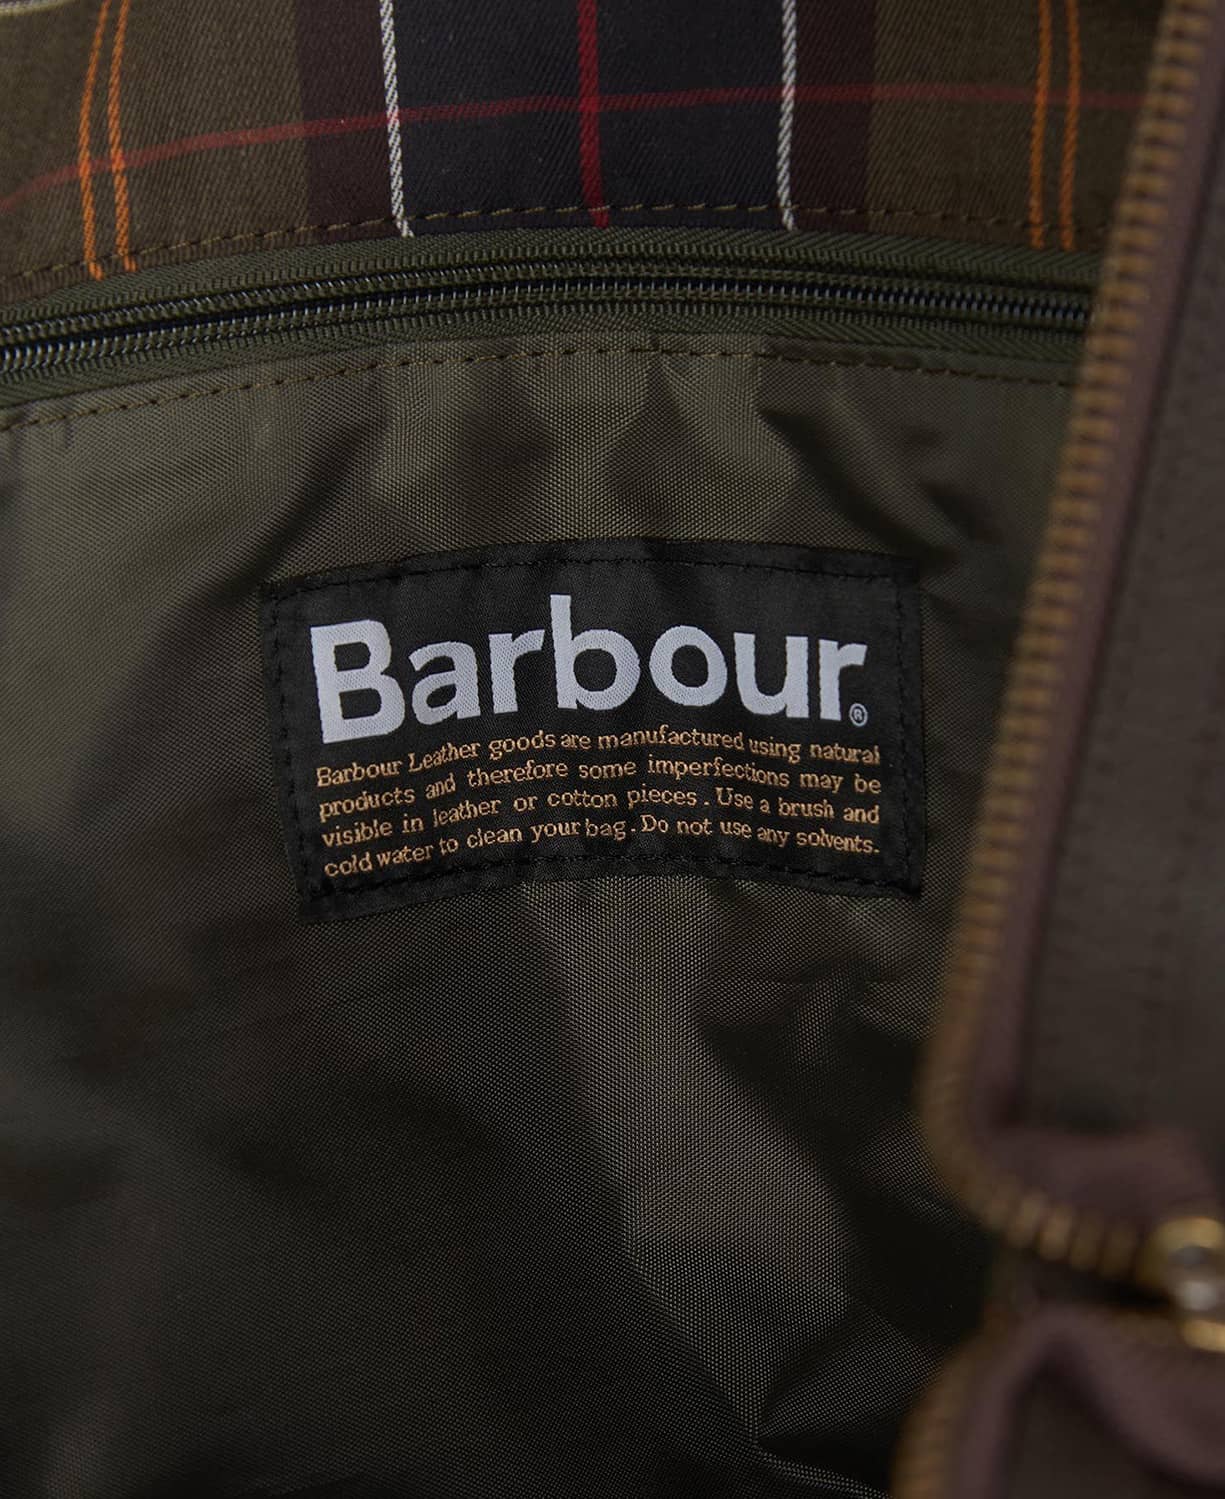 Barbour®
Barbour Leather goods are manufactured using natural
products and therefore some imperfections may be
visible in leather or cotton pieces. Use a brush and
cold water to clean your bag. Do not use any solvents.